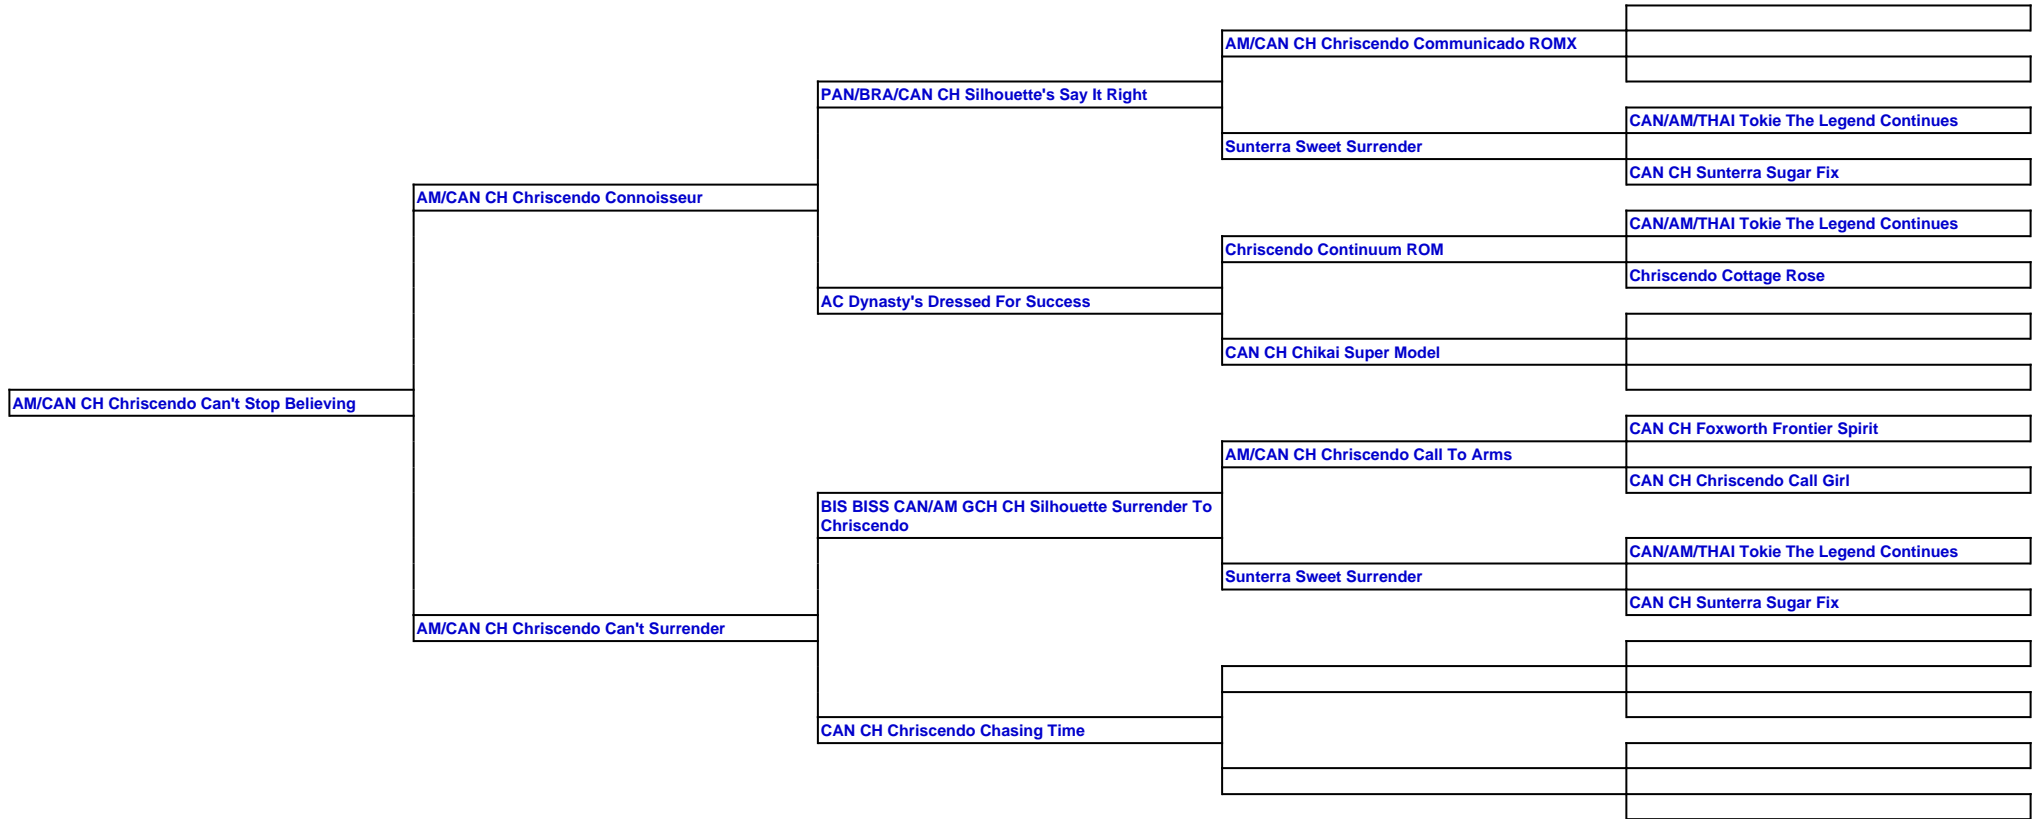 AM/CAN CH Chriscendo Communicado ROMX
PAN/BRA/CAN CH Silhouette's Say It Right
CAN/AM/THAI Tokie The Legend Continues
Sunterra Sweet Surrender
CAN CH Sunterra Sugar Fix
AM/CAN CH Chriscendo Connoisseur
CAN/AM/THAI Tokie The Legend Continues
Chriscendo Continuum ROM
Chriscendo Cottage Rose
AC Dynasty's Dressed For Success
CAN CH Chikai Super Model
AM/CAN CH Chriscendo Can't Stop Believing
CAN CH Foxworth Frontier Spirit
AM/CAN CH Chriscendo Call To Arms
CAN CH Chriscendo Call Girl
BIS BISS CAN/AM GCH CH Silhouette Surrender To
Chriscendo
CAN/AM/THAI Tokie The Legend Continues
Sunterra Sweet Surrender
CAN CH Sunterra Sugar Fix
AM/CAN CH Chriscendo Can't Surrender
CAN CH Chriscendo Chasing Time